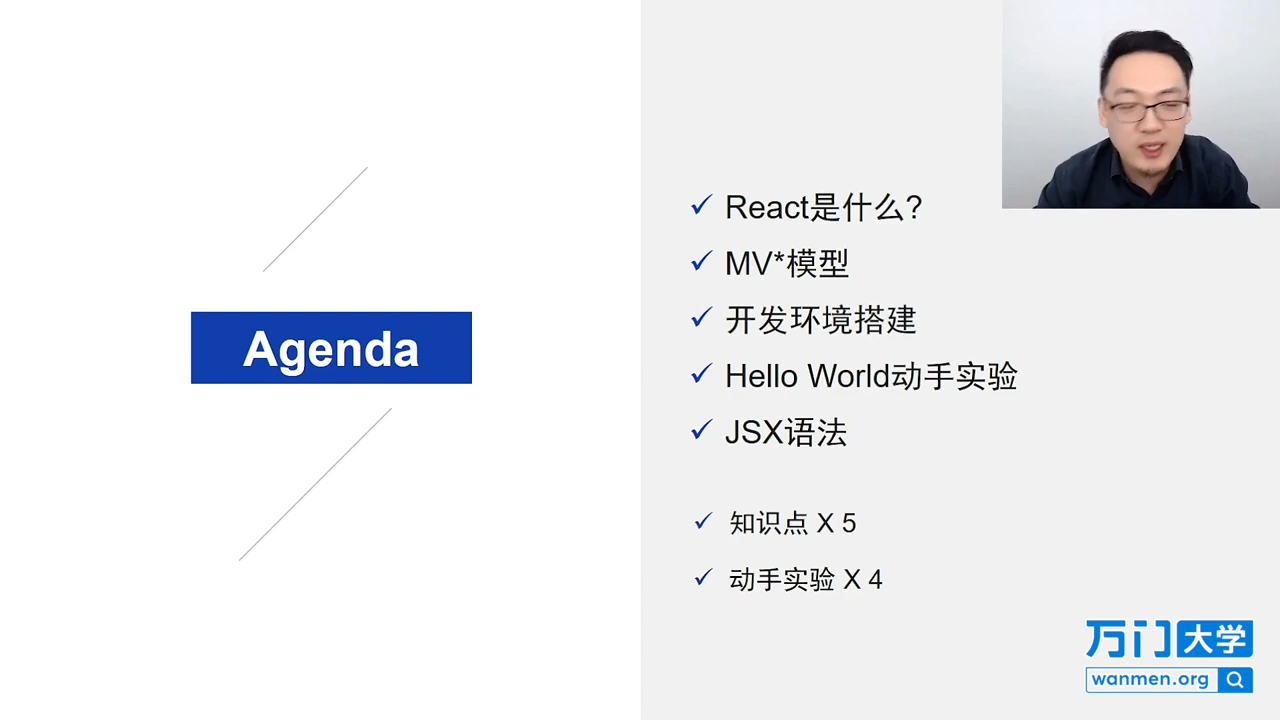 Agenda
React是什么?
MV*模型
开发环境搭建
Hello World动手实验
JSX语法
知识点 X 5
动手实验 X 4
万门大学
wanmen.org